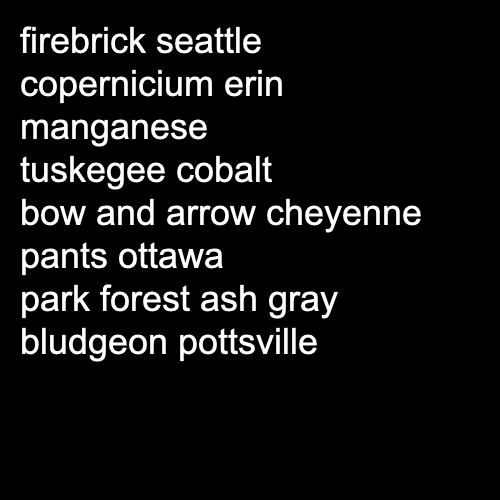 firebrick seattle
copernicium erin
manganese
tuskegee cobalt
bow and arrow cheyenne
pants ottawa
park forest ash gray
bludgeon pottsville